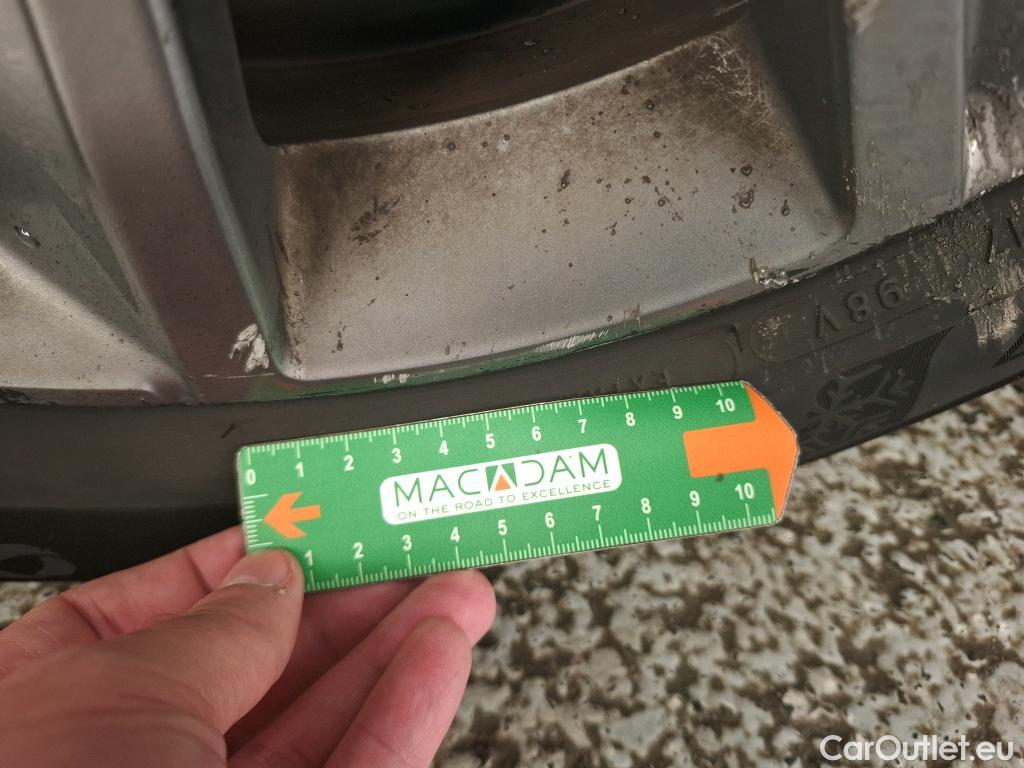 98V
0 1 2 3 4 5 6 7 8 9 10
MACADAM
ON THE ROAD TO EXCELLENCE
1 2 3 4 5 6 7 8 9 10
CarOutlet.eu